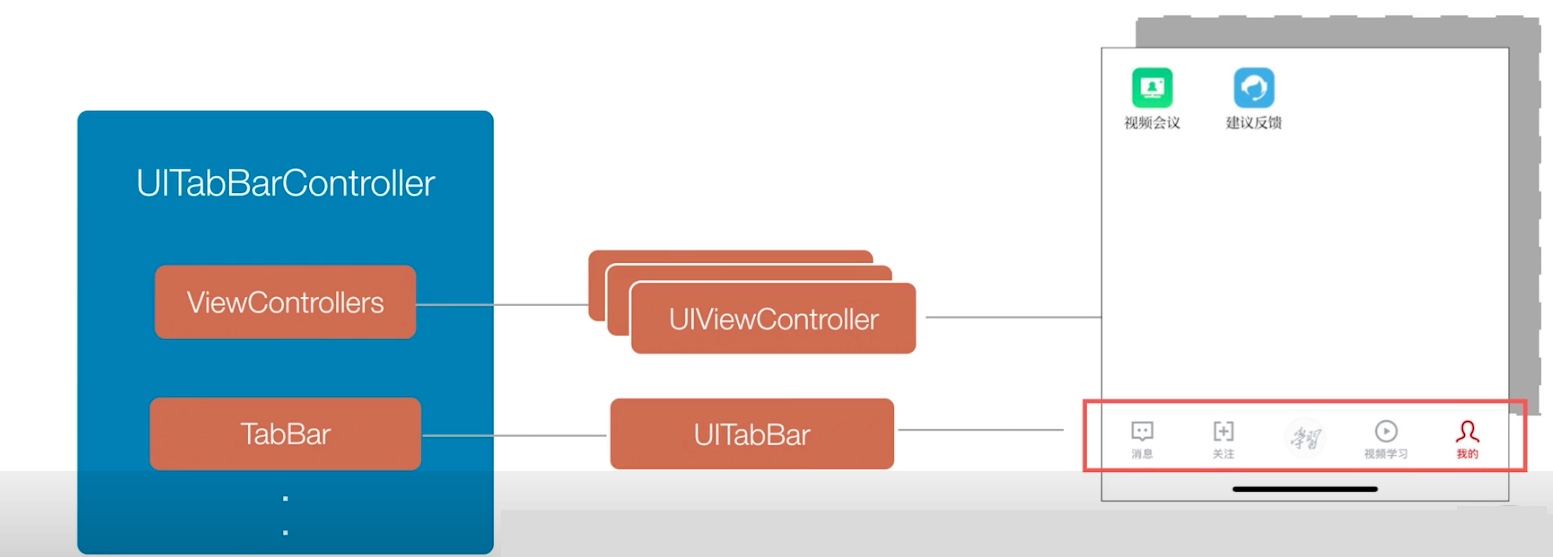 UITabBarController
ViewControllers
UIViewController
TabBar
UITabBar
视频会议
建议反馈
消息
关注
学習
视频学习
我的